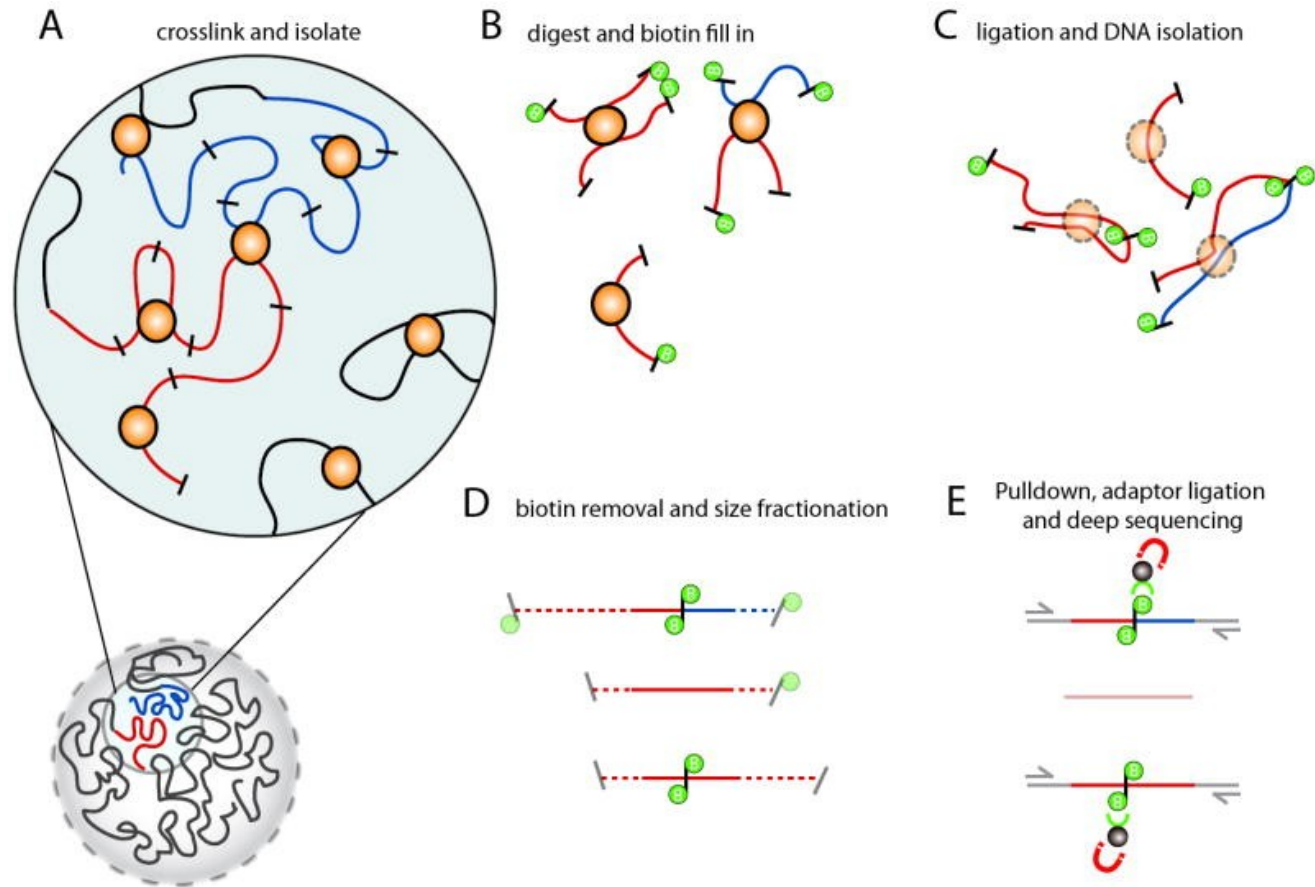 A crosslink and isolate
B digest and biotin fill in
C ligation and DNA isolation
B
B
B
B
B
B
B
B
B
B
B
B
B
B
D biotin removal and size fractionation
E Pulldown, adaptor ligation
and deep sequencing
B
B
B
B
B
B
B
B